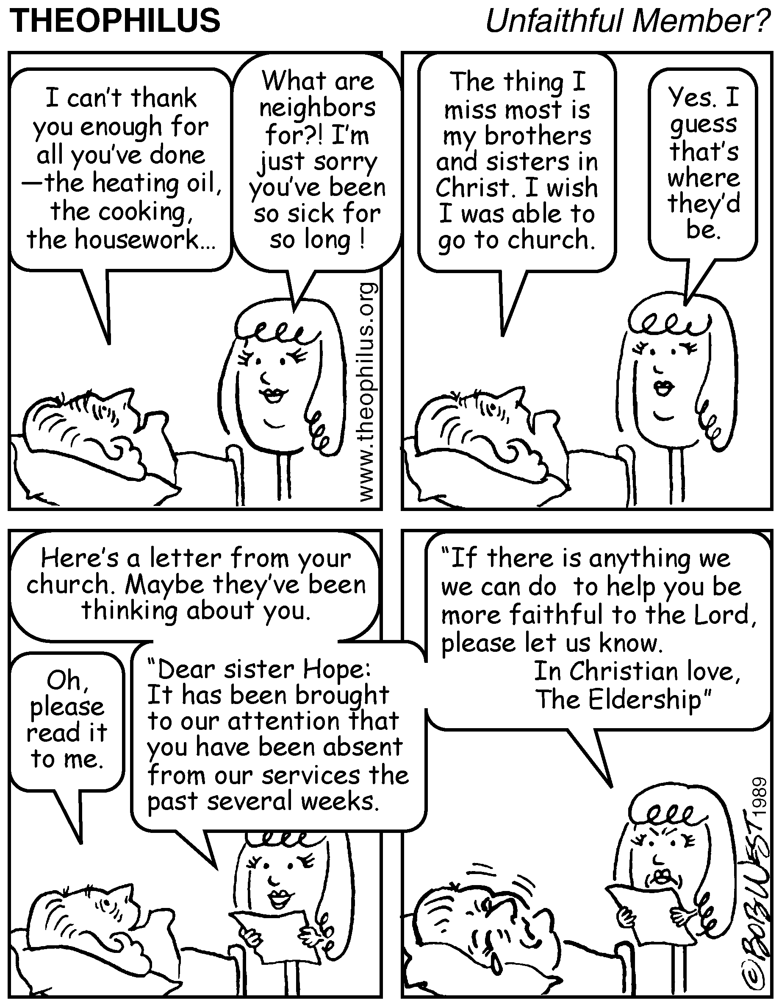 THEOPHILUS
Unfaithful Member?
I can't thank
you enough for
all you've done
—the heating oil,
the cooking,
the housework...
What are
neighbors
for?! I'm
just sorry
you've been
so sick for
so long !
www.theophilus.org
The thing I
miss most is
my brothers
and sisters in
Christ. I wish
I was able to
go to church.
Yes. I
guess
that's
where
they'd
be.
Here's a letter from your
church. Maybe they've been
thinking about you.
Oh,
please
read it
to me.
"Dear sister Hope:
It has been brought
to our attention that
you have been absent
from our services the
past several weeks.
"If there is anything we
we can do to help you be
more faithful to the Lord,
please let us know.
In Christian love,
The Eldership"
©BOB WEST 1989